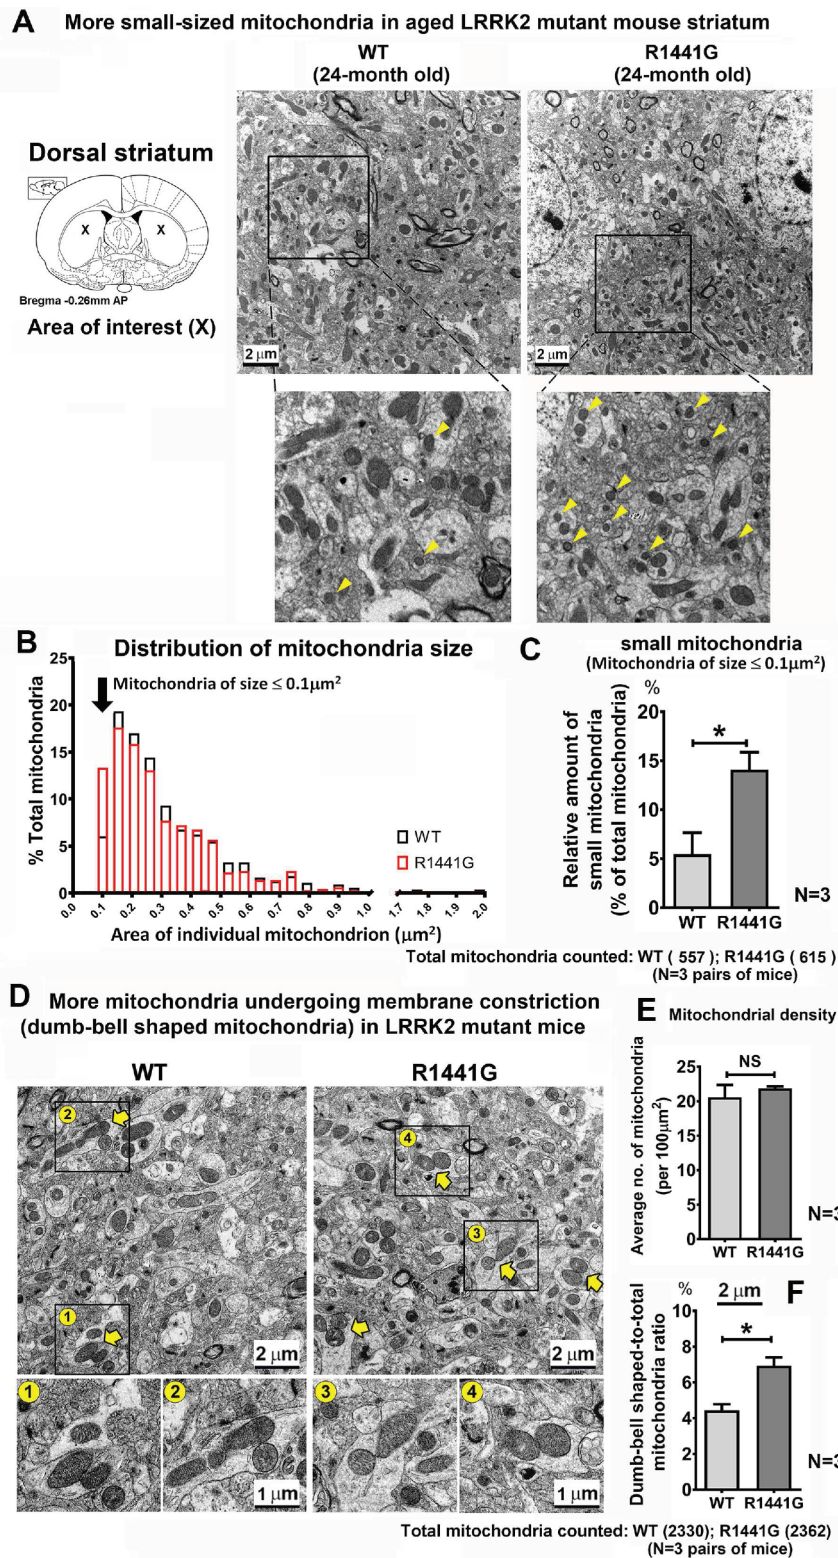 A More small-sized mitochondria in aged LRRK2 mutant mouse striatum
WT
(24-month old)
R1441G
(24-month old)
Dorsal striatum
X
X
Bregma -0.26mm AP
Area of interest (X)
2 μm
2 μm
B Distribution of mitochondria size
Mitochondria of size ≤ 0.1μm²
% Total mitochondria
25
20
15
10
5
0
0.0
0.1
0.2
0.3
0.4
0.5
0.6
0.7
0.8
0.9
1.0
1.7
1.8
1.9
2.0
WT
R1441G
Area of individual mitochondrion (μm²)
C small mitochondria
(Mitochondria of size ≤ 0.1μm²)
%
Relative amount of
small mitochondria
(% of total mitochondria)
20
15
10
5
0
*
WT
R1441G
N=3
Total mitochondria counted: WT ( 557 ); R1441G ( 615 )
(N=3 pairs of mice)
D More mitochondria undergoing membrane constriction
(dumb-bell shaped mitochondria) in LRRK2 mutant mice
WT
R1441G
2
1
2 μm
4
3
2 μm
1
2
1 μm
3
4
1 μm
E Mitochondrial density
Average no. of mitochondria
(per 100μm²)
25
20
15
10
5
0
NS
WT
R1441G
N=3
F
%
2 μm
Dumb-bell shaped-to-total
mitochondria ratio
10
8
6
4
2
0
*
WT
R1441G
N=3
Total mitochondria counted: WT (2330); R1441G (2362)
(N=3 pairs of mice)